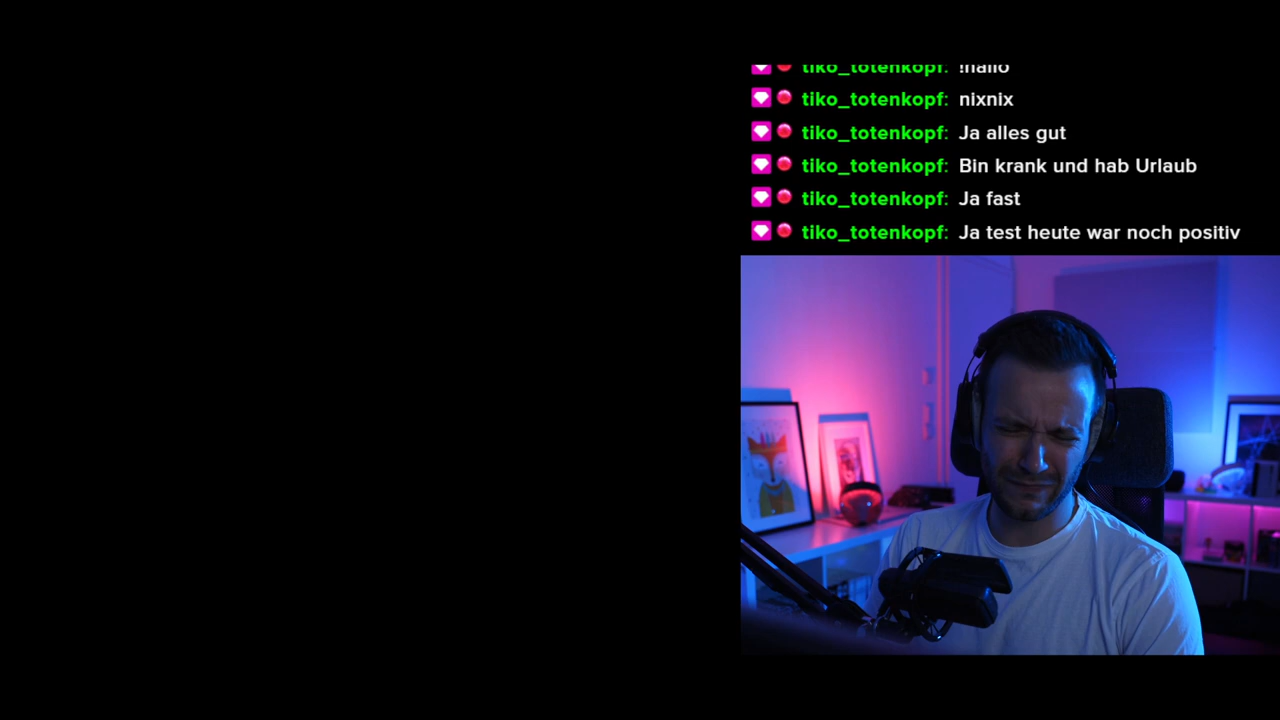 tiko_totenkopf: !hallo
tiko_totenkopf: nixnix
tiko_totenkopf: Ja alles gut
tiko_totenkopf: Bin krank und hab Urlaub
tiko_totenkopf: Ja fast
tiko_totenkopf: Ja test heute war noch positiv